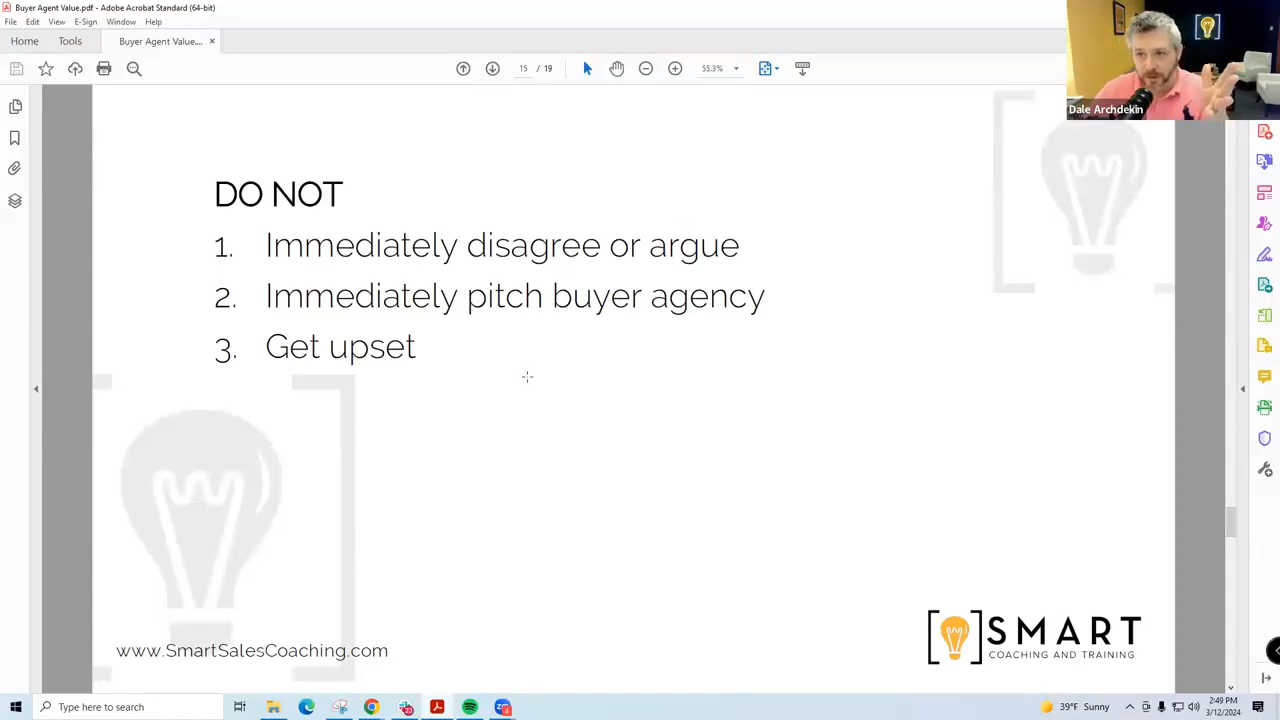 Buyer Agent Value.pdf - Adobe Acrobat Standard (64-bit)
File Edit View E-Sign Window Help
Home Tools Buyer Agent Value.... ×
15 / 19 55.3%
Dale Archdekin
DO NOT
1. Immediately disagree or argue
2. Immediately pitch buyer agency
3. Get upset
www.SmartSalesCoaching.com
SMART
COACHING AND TRAINING
Type here to search
39°F Sunny
2:49 PM
3/12/2024